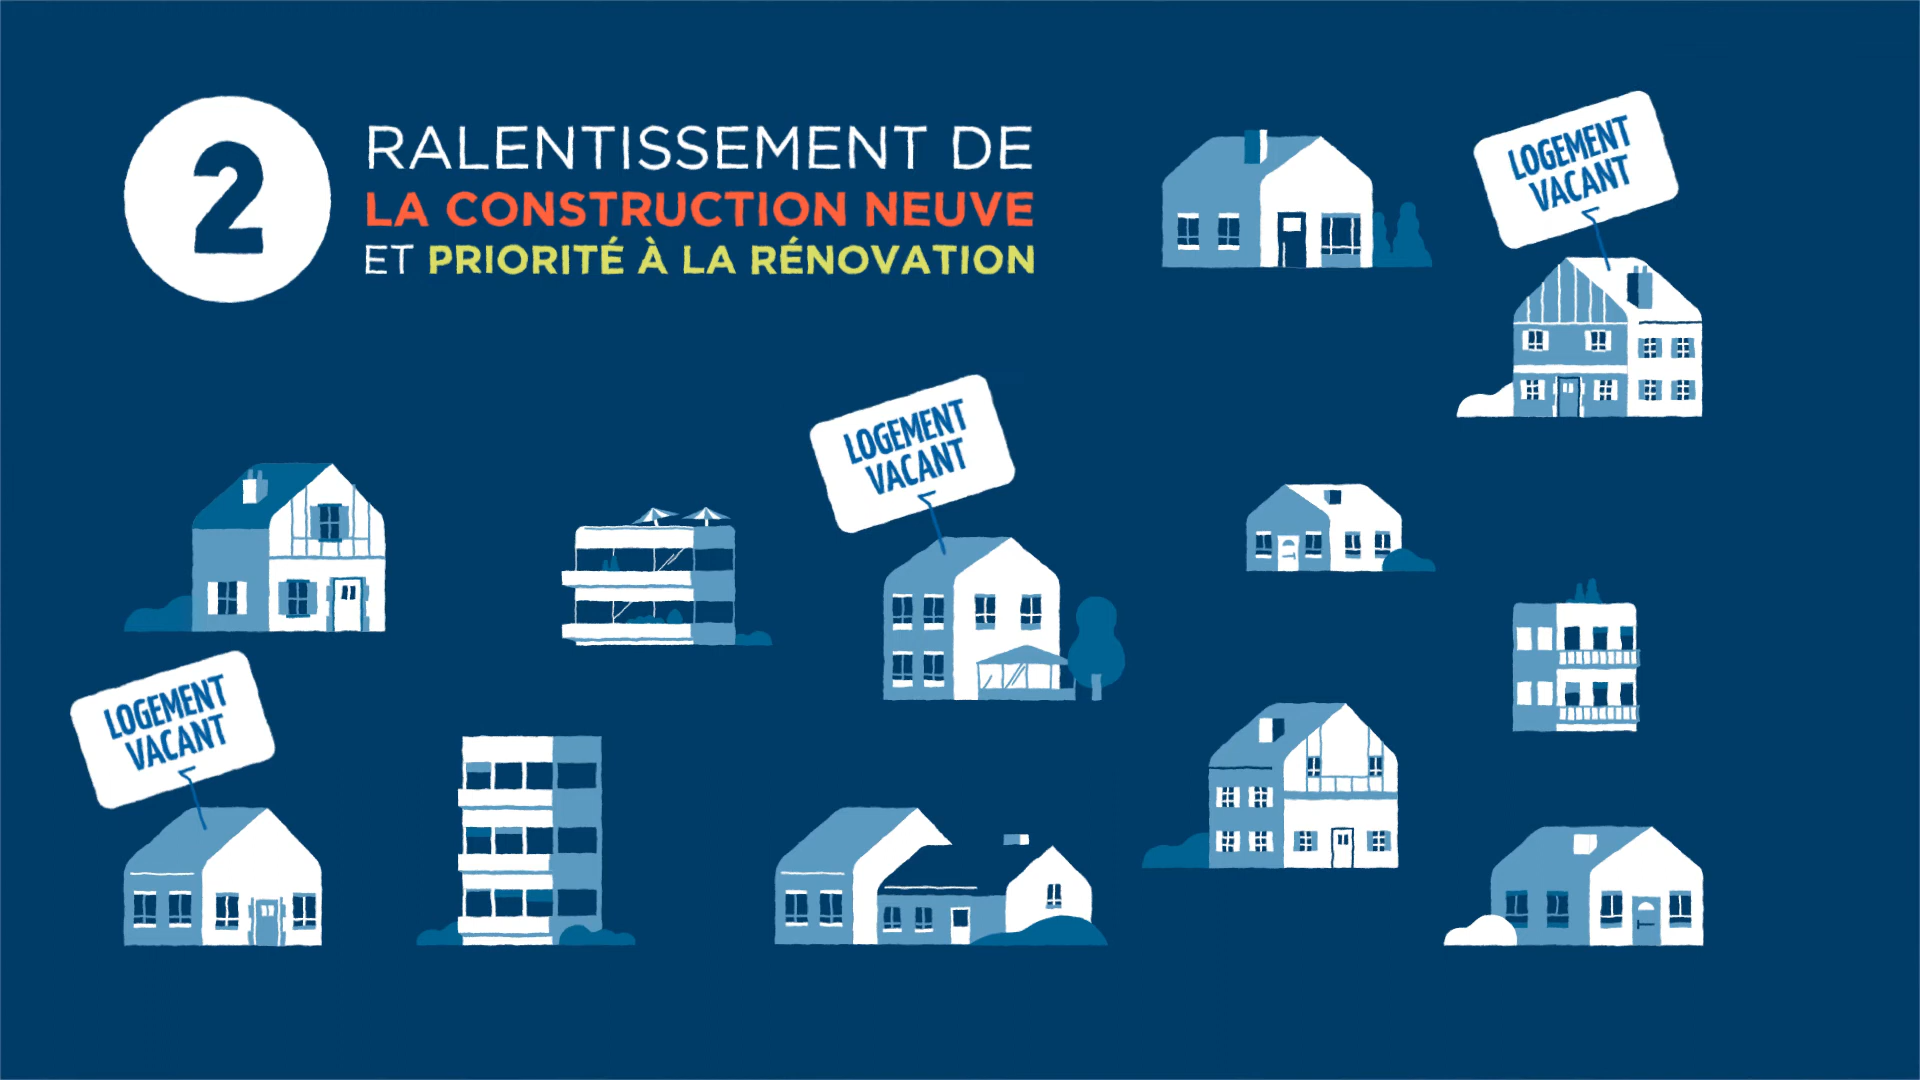 2
RALENTISSEMENT DE
LA CONSTRUCTION NEUVE
ET PRIORITÉ À LA RÉNOVATION
LOGEMENT
VACANT
LOGEMENT
VACANT
LOGEMENT
VACANT